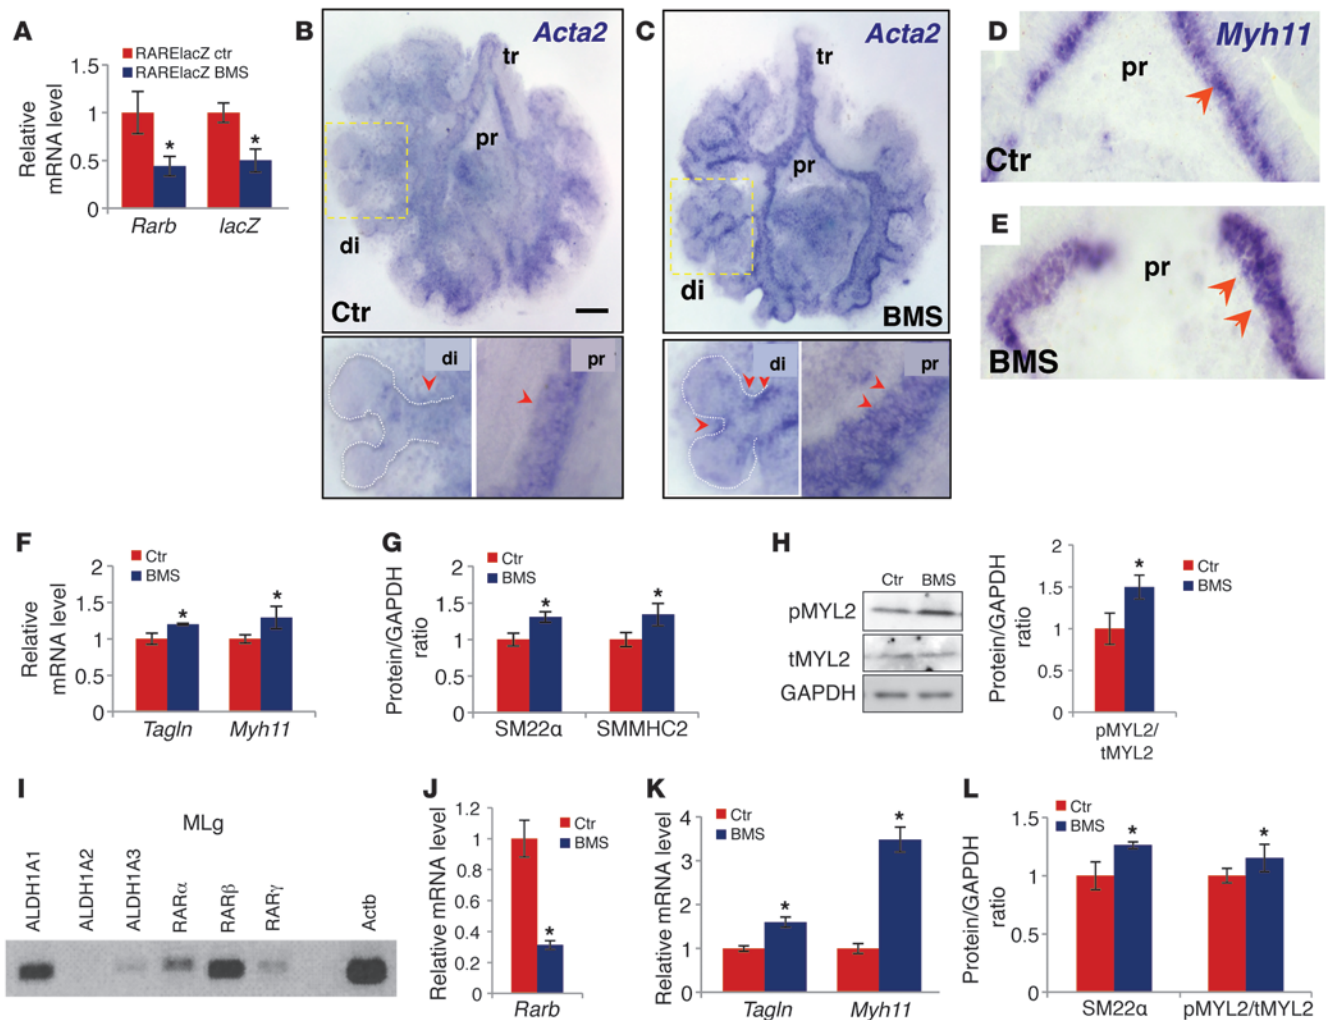 A
RARElacZ ctr
RARElacZ BMS
Relative
mRNA level
1.5
1
0.5
0
*
*
Rarb
lacZ
B
Acta2
tr
pr
di
Ctr
di
pr
C
Acta2
tr
pr
di
BMS
di
pr
D
Myh11
pr
Ctr
E
pr
BMS
F
Ctr
BMS
Relative
mRNA level
2
1.5
1
0.5
0
*
*
Tagln
Myh11
G
Ctr
BMS
Protein/GAPDH
ratio
2
1.5
1
0.5
0
*
*
SM22α
SMMHC2
H
Ctr
BMS
pMYL2
tMYL2
GAPDH
Protein/GAPDH
ratio
2
1.5
1
0.5
0
*
Ctr
BMS
pMYL2/
tMYL2
I
MLg
ALDH1A1
ALDH1A2
ALDH1A3
RARα
RARβ
RARγ
Actb
J
Relative mRNA level
1.2
1.0
0.8
0.6
0.4
0.2
0
Ctr
BMS
*
Rarb
K
Relative mRNA level
Ctr
BMS
4
3
2
1
0
*
*
Tagln
Myh11
L
Ctr
BMS
Protein/GAPDH
ratio
1.5
1
0.5
0
*
*
SM22α
pMYL2/tMYL2